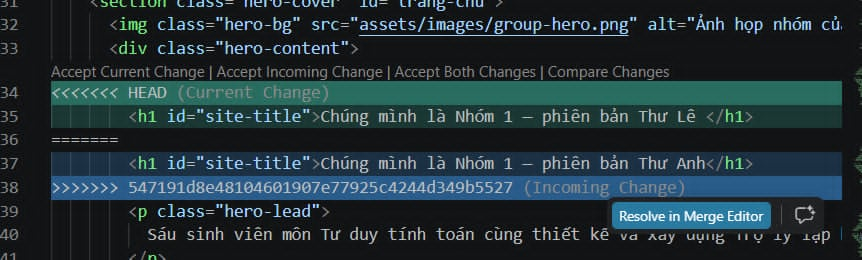 31 <section class="hero-cover" id="trang-chu">
32 <img class="hero-bg" src="assets/images/group-hero.png" alt="Ảnh họp nhóm củ
33 <div class="hero-content">
Accept Current Change | Accept Incoming Change | Accept Both Changes | Compare Changes
34 <<<<<<< HEAD (Current Change)
35 <h1 id="site-title">Chúng mình là Nhóm 1 – phiên bản Thư Lê </h1>
36 =======
37 <h1 id="site-title">Chúng mình là Nhóm 1 – phiên bản Thư Anh</h1>
38 >>>>>>> 547191d8e48104601907e77925c4244d349b5527 (Incoming Change)
39 <p class="hero-lead">
Resolve in Merge Editor
40 Sáu sinh viên môn Tư duy tính toán cùng thiết kế và xây dựng Trợ lý lập
41 </p>